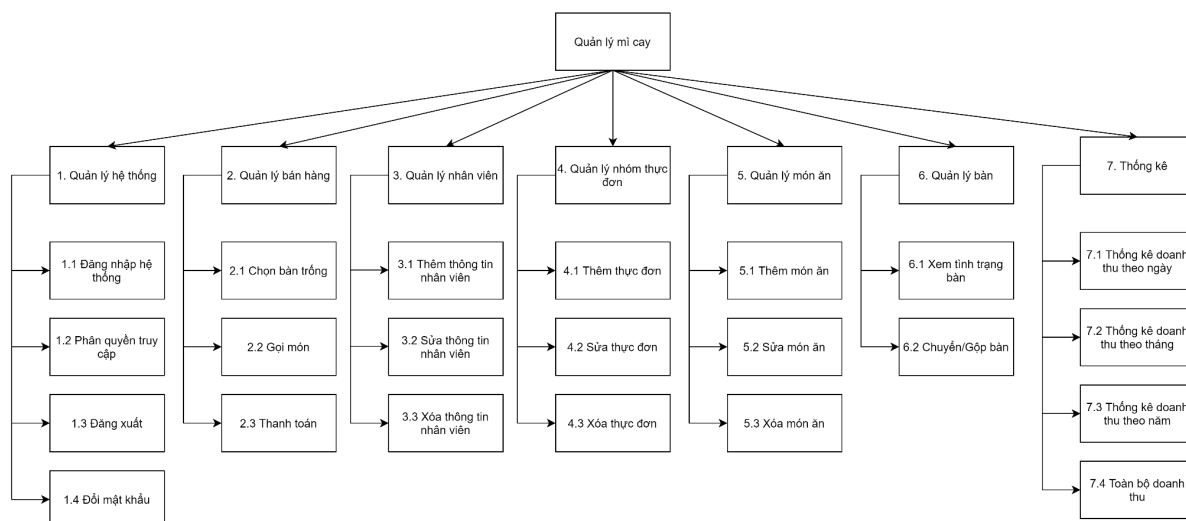 Quản lý mì cay
1. Quản lý hệ thống
2. Quản lý bán hàng
3. Quản lý nhân viên
4. Quản lý nhóm thực
đơn
5. Quản lý món ăn
6. Quản lý bàn
7. Thống kê
1.1 Đăng nhập hệ
thống
1.2 Phân quyền truy
cập
1.3 Đăng xuất
1.4 Đổi mật khẩu
2.1 Chọn bàn trống
2.2 Gọi món
2.3 Thanh toán
3.1 Thêm thông tin
nhân viên
3.2 Sửa thông tin
nhân viên
3.3 Xóa thông tin
nhân viên
4.1 Thêm thực đơn
4.2 Sửa thực đơn
4.3 Xóa thực đơn
5.1 Thêm món ăn
5.2 Sửa món ăn
5.3 Xóa món ăn
6.1 Xem tình trạng
bàn
6.2 Chuyển/Gộp bàn
7.1 Thống kê doanh
thu theo ngày
7.2 Thống kê doanh
thu theo tháng
7.3 Thống kê doanh
thu theo năm
7.4 Toàn bộ doanh
thu